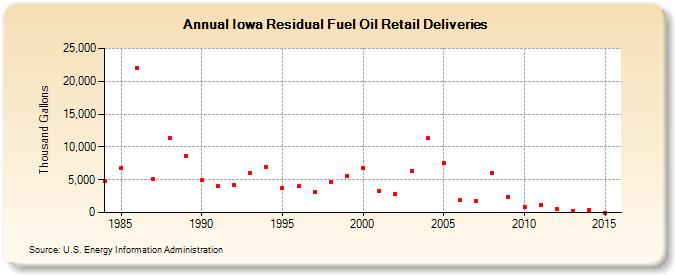 Annual Iowa Residual Fuel Oil Retail Deliveries
Thousand Gallons
25,000
20,000
15,000
10,000
5,000
0
1985 1990 1995 2000 2005 2010 2015
Source: U.S. Energy Information Administration